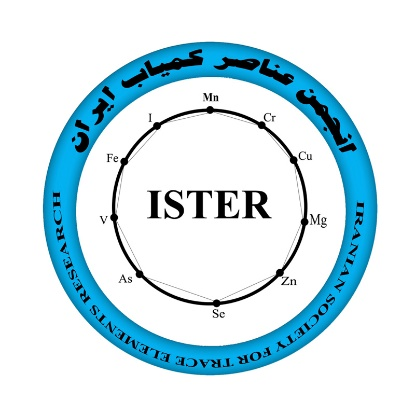 انجمن عناصر کمیاب ایران
Mn
I
Cr
Fe
Cu
ISTER
V
Mg
As
Zn
Se
IRANIAN SOCIETY FOR TRACE ELEMENTS RESEARCH